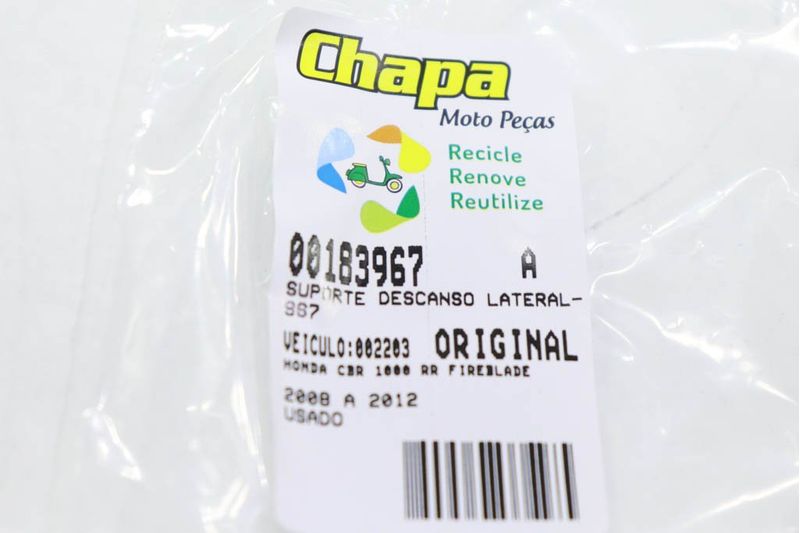 Chapa
Moto Peças
Recicle
Renove
Reutilize
00183967 A
SUPORTE DESCANSO LATERAL-
967
VEICULO:002203 ORIGINAL
HONDA CBR 1000 RR FIREBLADE
2008 A 2012
USADO